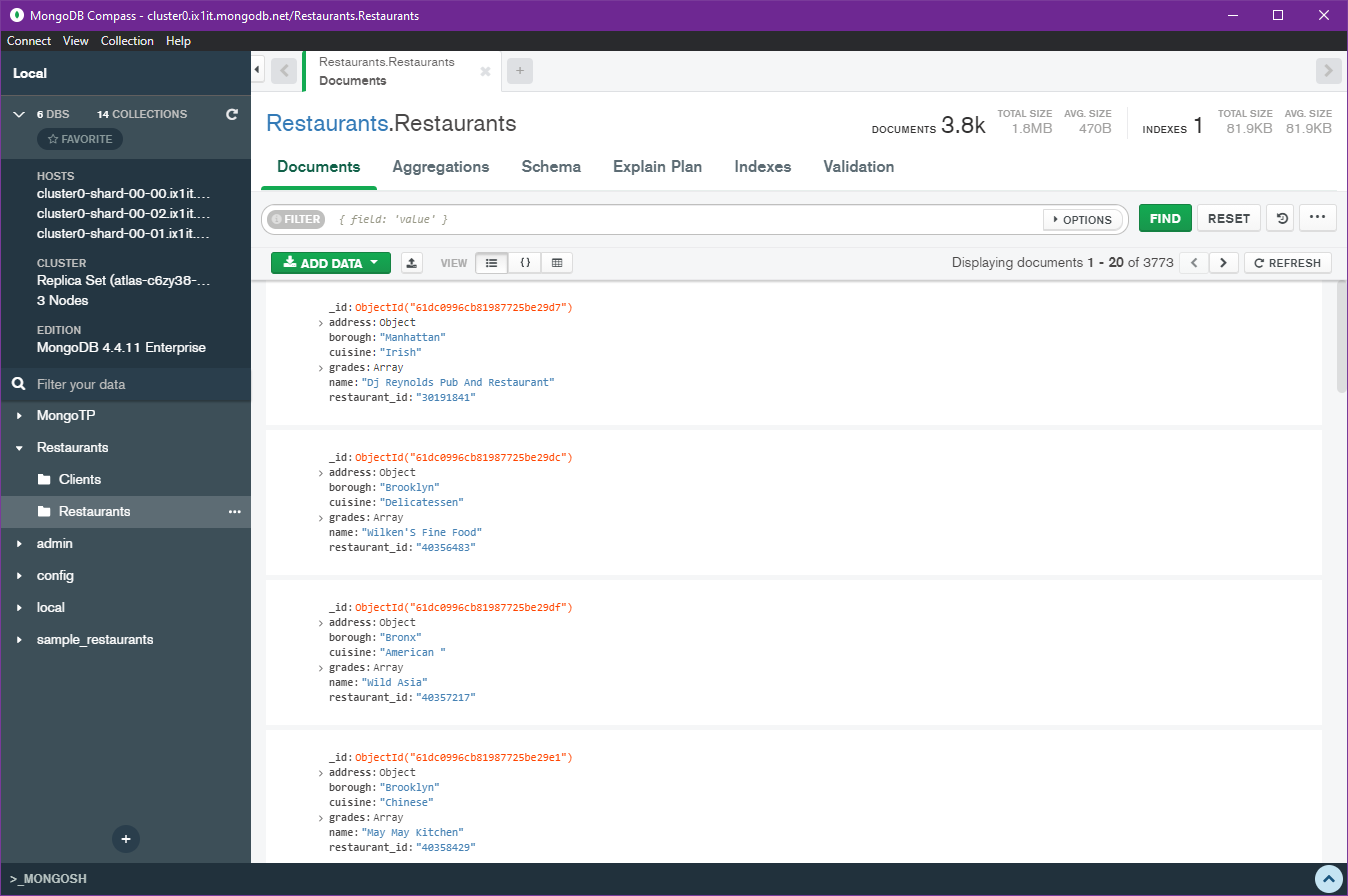 MongoDB Compass - cluster0.ix1it.mongodb.net/Restaurants.Restaurants
Connect View Collection Help
Local
6 DBS 14 COLLECTIONS
FAVORITE
HOSTS
cluster0-shard-00-00.ix1it....
cluster0-shard-00-02.ix1it....
cluster0-shard-00-01.ix1it....
CLUSTER
Replica Set (atlas-c6zy38-...
3 Nodes
EDITION
MongoDB 4.4.11 Enterprise
Filter your data
MongoTP
Restaurants
Clients
Restaurants
admin
config
local
sample_restaurants
>_MONGOSH
Restaurants.Restaurants
Documents
Restaurants.Restaurants
DOCUMENTS 3.8k
TOTAL SIZE
1.8MB
AVG. SIZE
470B
INDEXES 1
TOTAL SIZE
81.9KB
AVG. SIZE
81.9KB
Documents Aggregations Schema Explain Plan Indexes Validation
FILTER { field: 'value' } OPTIONS FIND RESET
ADD DATA VIEW {} Displaying documents 1 - 20 of 3773 REFRESH
_id: ObjectId("61dc0996cb81987725be29d7")
address: Object
borough: "Manhattan"
cuisine: "Irish"
grades: Array
name: "Dj Reynolds Pub And Restaurant"
restaurant_id: "30191841"
_id: ObjectId("61dc0996cb81987725be29dc")
address: Object
borough: "Brooklyn"
cuisine: "Delicatessen"
grades: Array
name: "Wilken'S Fine Food"
restaurant_id: "40356483"
_id: ObjectId("61dc0996cb81987725be29df")
address: Object
borough: "Bronx"
cuisine: "American "
grades: Array
name: "Wild Asia"
restaurant_id: "40357217"
_id: ObjectId("61dc0996cb81987725be29e1")
address: Object
borough: "Brooklyn"
cuisine: "Chinese"
grades: Array
name: "May May Kitchen"
restaurant_id: "40358429"